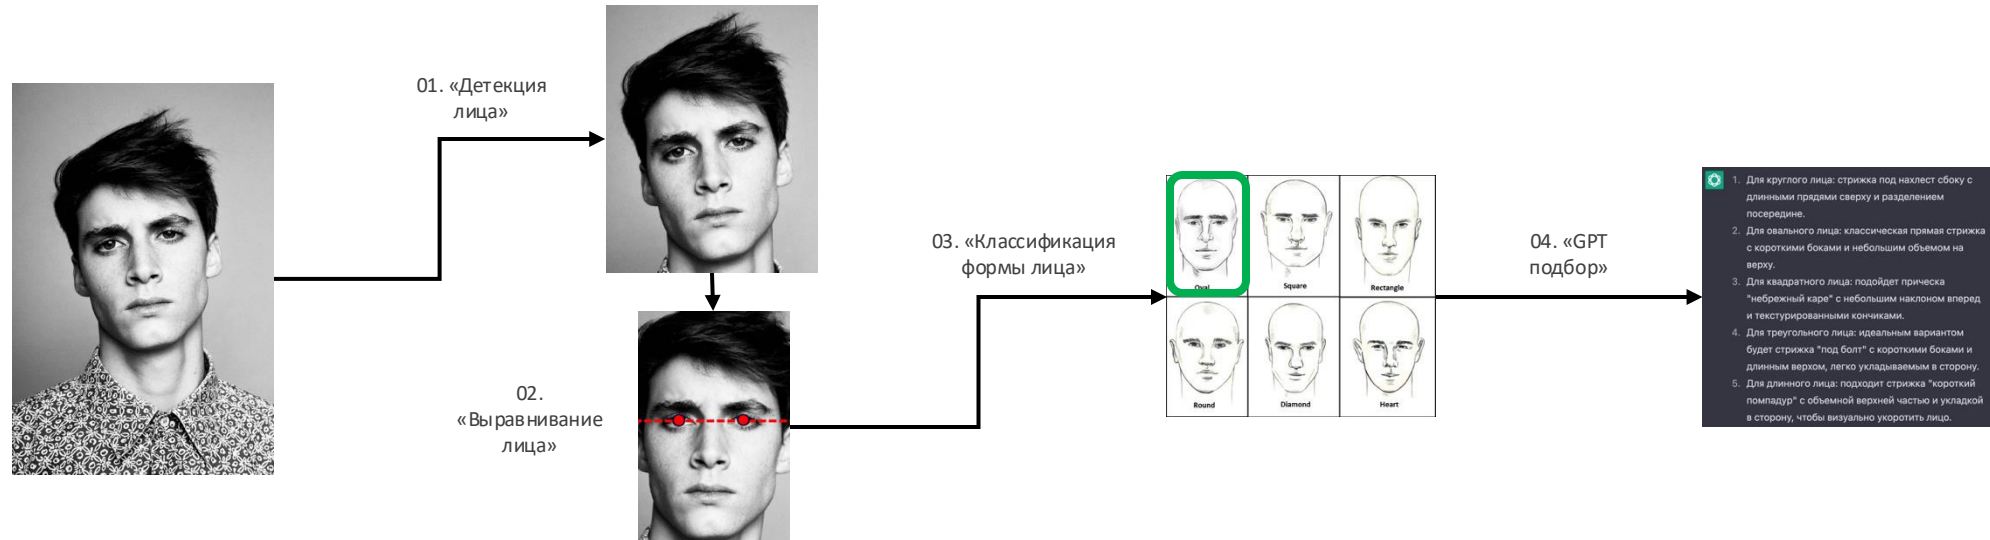 01. «Детекция
лица»
02.
«Выравнивание
лица»
03. «Классификация
формы лица»
Oval
Square
Rectangle
Round
Diamond
Heart
04. «GPT
подбор»
1. Для круглого лица: стрижка под нахлест сбоку с
длинными прядями сверху и разделением
посередине.
2. Для овального лица: классическая прямая стрижка
с короткими боками и небольшим объемом на
верху.
3. Для квадратного лица: подойдет прическа
"небрежный каре" с небольшим наклоном вперед
и текстурированными кончиками.
4. Для треугольного лица: идеальным вариантом
будет стрижка "под болт" с короткими боками и
длинным верхом, легко укладываемым в сторону.
5. Для длинного лица: подходит стрижка "короткий
помпадур" с объемной верхней частью и укладкой
в сторону, чтобы визуально укоротить лицо.